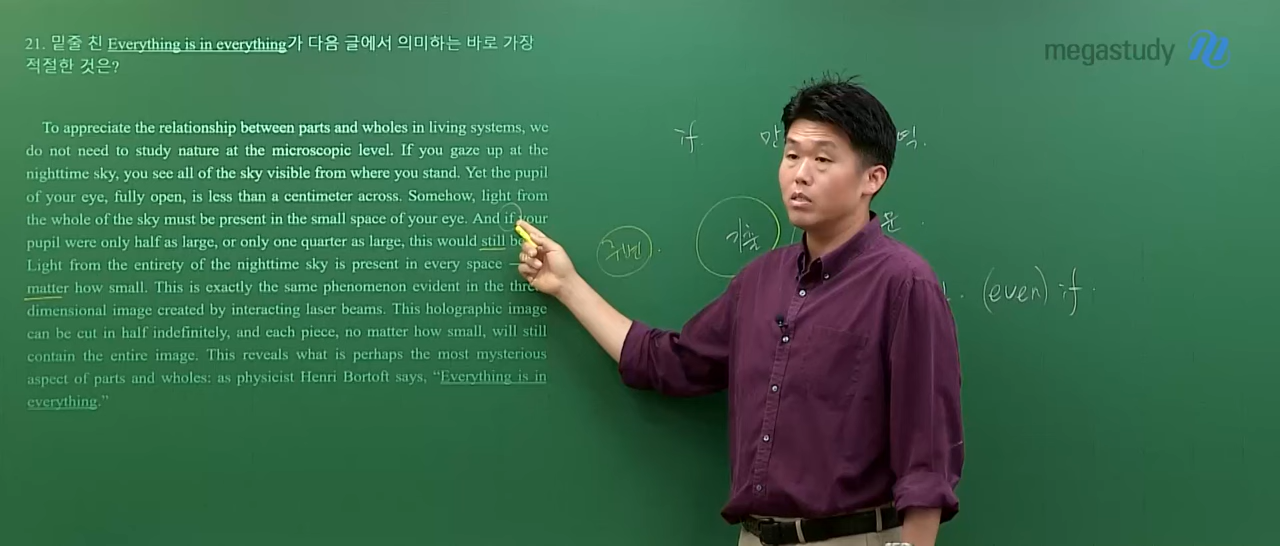 21. 밑줄 친 Everything is in everything가 다음 글에서 의미하는 바로 가장
적절한 것은?
megastudy
To appreciate the relationship between parts and wholes in living systems, we
do not need to study nature at the microscopic level. If you gaze up at the
nighttime sky, you see all of the sky visible from where you stand. Yet the pupil
of your eye, fully open, is less than a centimeter across. Somehow, light from
the whole of the sky must be present in the small space of your eye. And if your
pupil were only half as large, or only one quarter as large, this would still
Light from the entirety of the nighttime sky is present in every space —
matter how small. This is exactly the same phenomenon evident in the
dimensional image created by interacting laser beams. This holographic image
can be cut in half indefinitely, and each piece, no matter how small, will still
contain the entire image. This reveals what is perhaps the most mysterious
aspect of parts and wholes: as physicist Henri Bortoft says, “Everything is in
everything.”
if. 만
기출
(even) if.